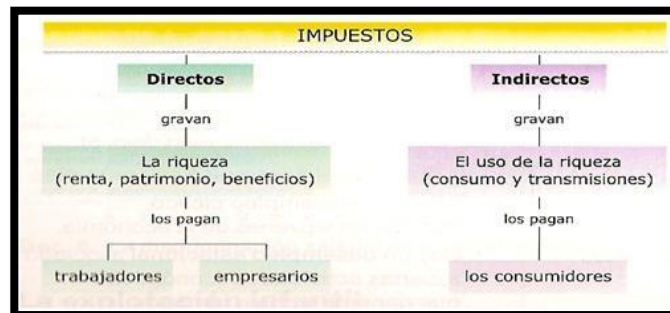 IMPUESTOS
Directos
gravan
La riqueza
(renta, patrimonio, beneficios)
los pagan
trabajadores
empresarios
Indirectos
gravan
El uso de la riqueza
(consumo y transmisiones)
los pagan
los consumidores